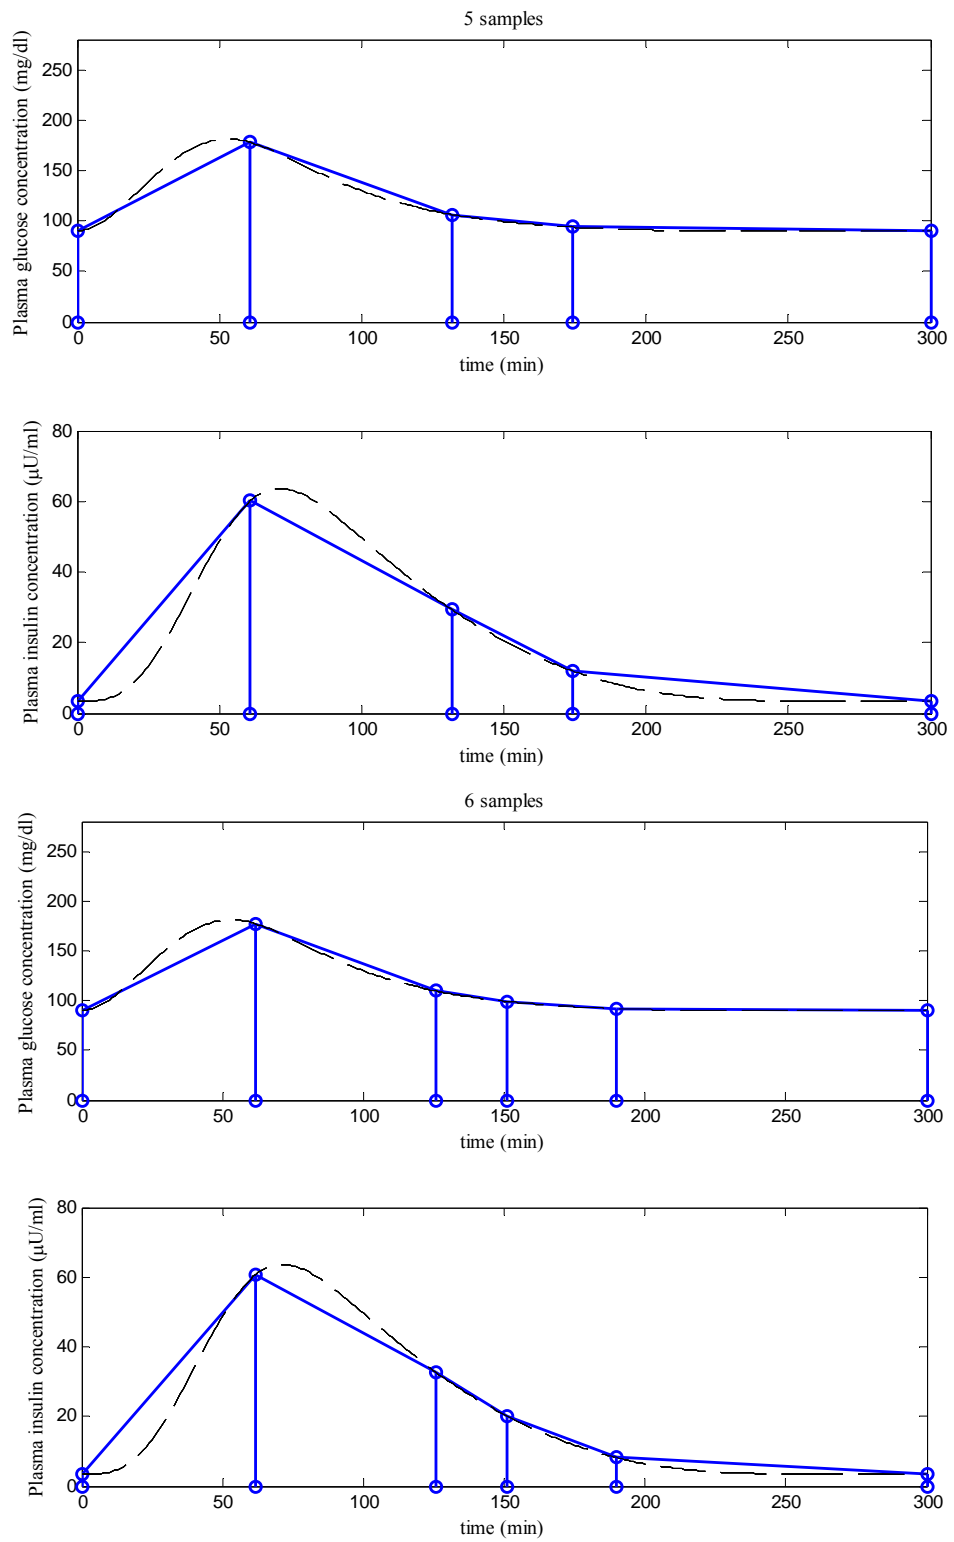 5 samples
Plasma glucose concentration (mg/dl)
250
200
150
100
50
0
0 50 100 150 200 250 300
time (min)
Plasma insulin concentration (μU/ml)
80
60
40
20
0
0 50 100 150 200 250 300
time (min)
6 samples
Plasma glucose concentration (mg/dl)
250
200
150
100
50
0
0 50 100 150 200 250 300
time (min)
Plasma insulin concentration (μU/ml)
80
60
40
20
0
0 50 100 150 200 250 300
time (min)